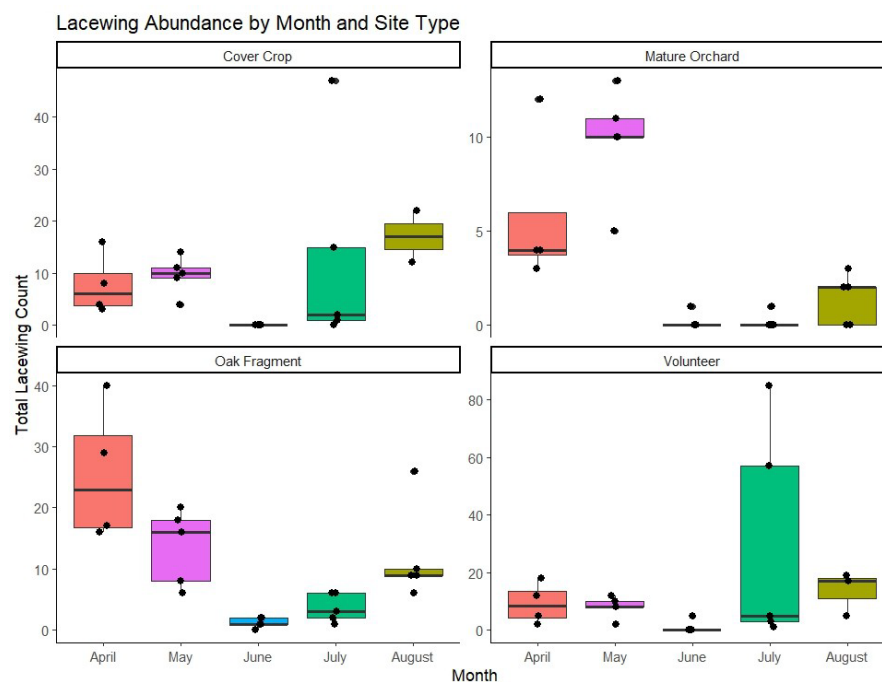 Lacewing Abundance by Month and Site Type
Cover Crop
Mature Orchard
40
30
20
10
0
10
5
0
Oak Fragment
Volunteer
40
30
20
10
0
80
60
40
20
0
April May June July August
April May June July August
Month
Total Lacewing Count